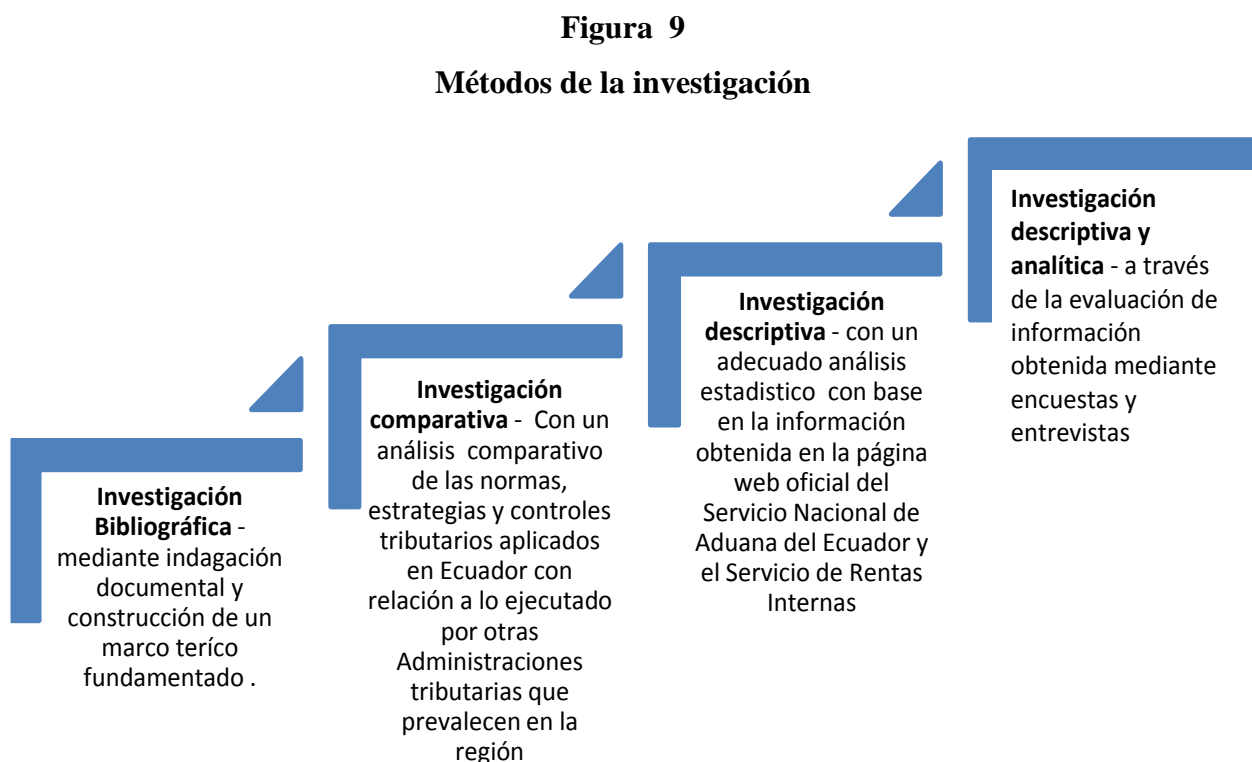 Figura 9
Métodos de la investigación
Investigación
Bibliográfica -
mediante indagación
documental y
construcción de un
marco teríco
fundamentado .
Investigación
comparativa - Con un
análisis comparativo
de las normas,
estrategias y controles
tributarios aplicados
en Ecuador con
relación a lo ejecutado
por otras
Administraciones
tributarias que
prevalecen en la
región
Investigación
descriptiva - con un
adecuado análisis
estadistico con base
en la información
obtenida en la página
web oficial del
Servicio Nacional de
Aduana del Ecuador y
el Servicio de Rentas
Internas
Investigación
descriptiva y
analítica - a través
de la evaluación de
información
obtenida mediante
encuestas y
entrevistas